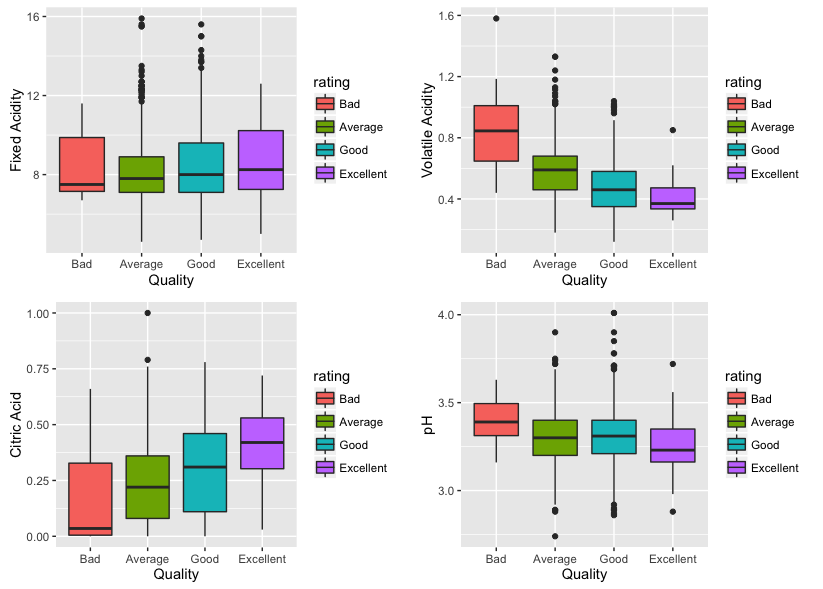 Fixed Acidity
16
12
8
Bad Average Good Excellent
Quality
rating
Bad
Average
Good
Excellent
Volatile Acidity
1.6
1.2
0.8
0.4
Bad Average Good Excellent
Quality
rating
Bad
Average
Good
Excellent
Citric Acid
1.00
0.75
0.50
0.25
0.00
Bad Average Good Excellent
Quality
rating
Bad
Average
Good
Excellent
pH
4.0
3.5
3.0
Bad Average Good Excellent
Quality
rating
Bad
Average
Good
Excellent